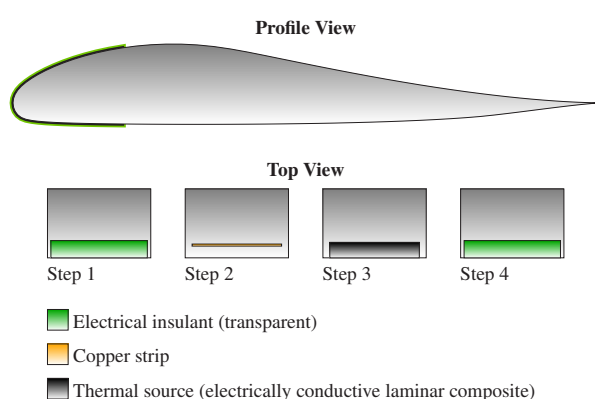 Profile View
Top View
Step 1
Step 2
Step 3
Step 4
Electrical insulant (transparent)
Copper strip
Thermal source (electrically conductive laminar composite)